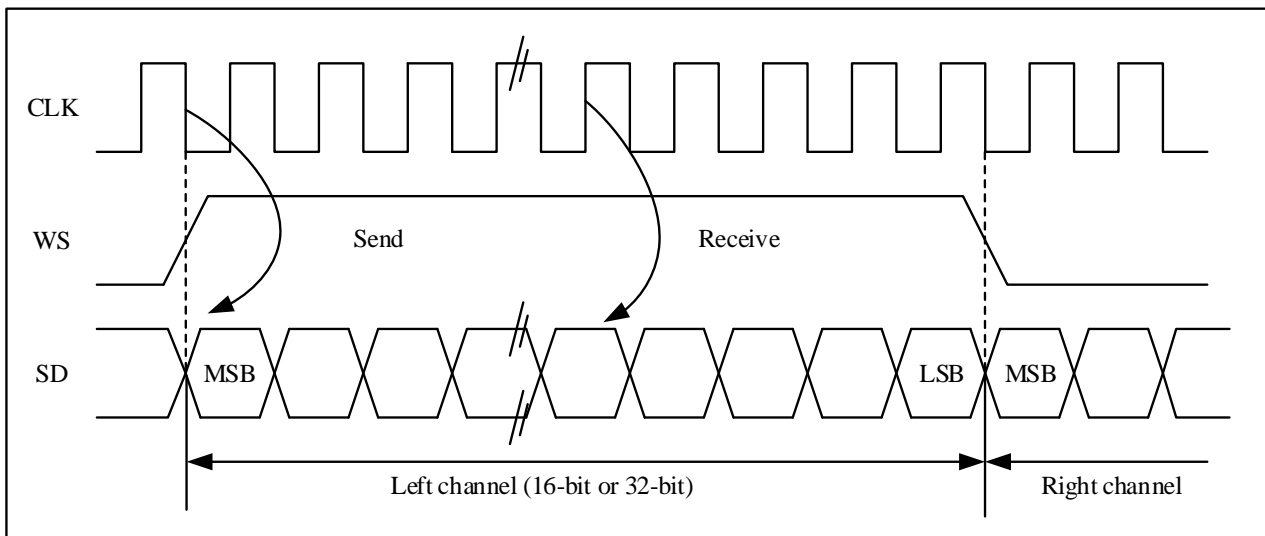 CLK
WS
Send
Receive
SD
MSB
LSB
MSB
Left channel (16-bit or 32-bit)
Right channel